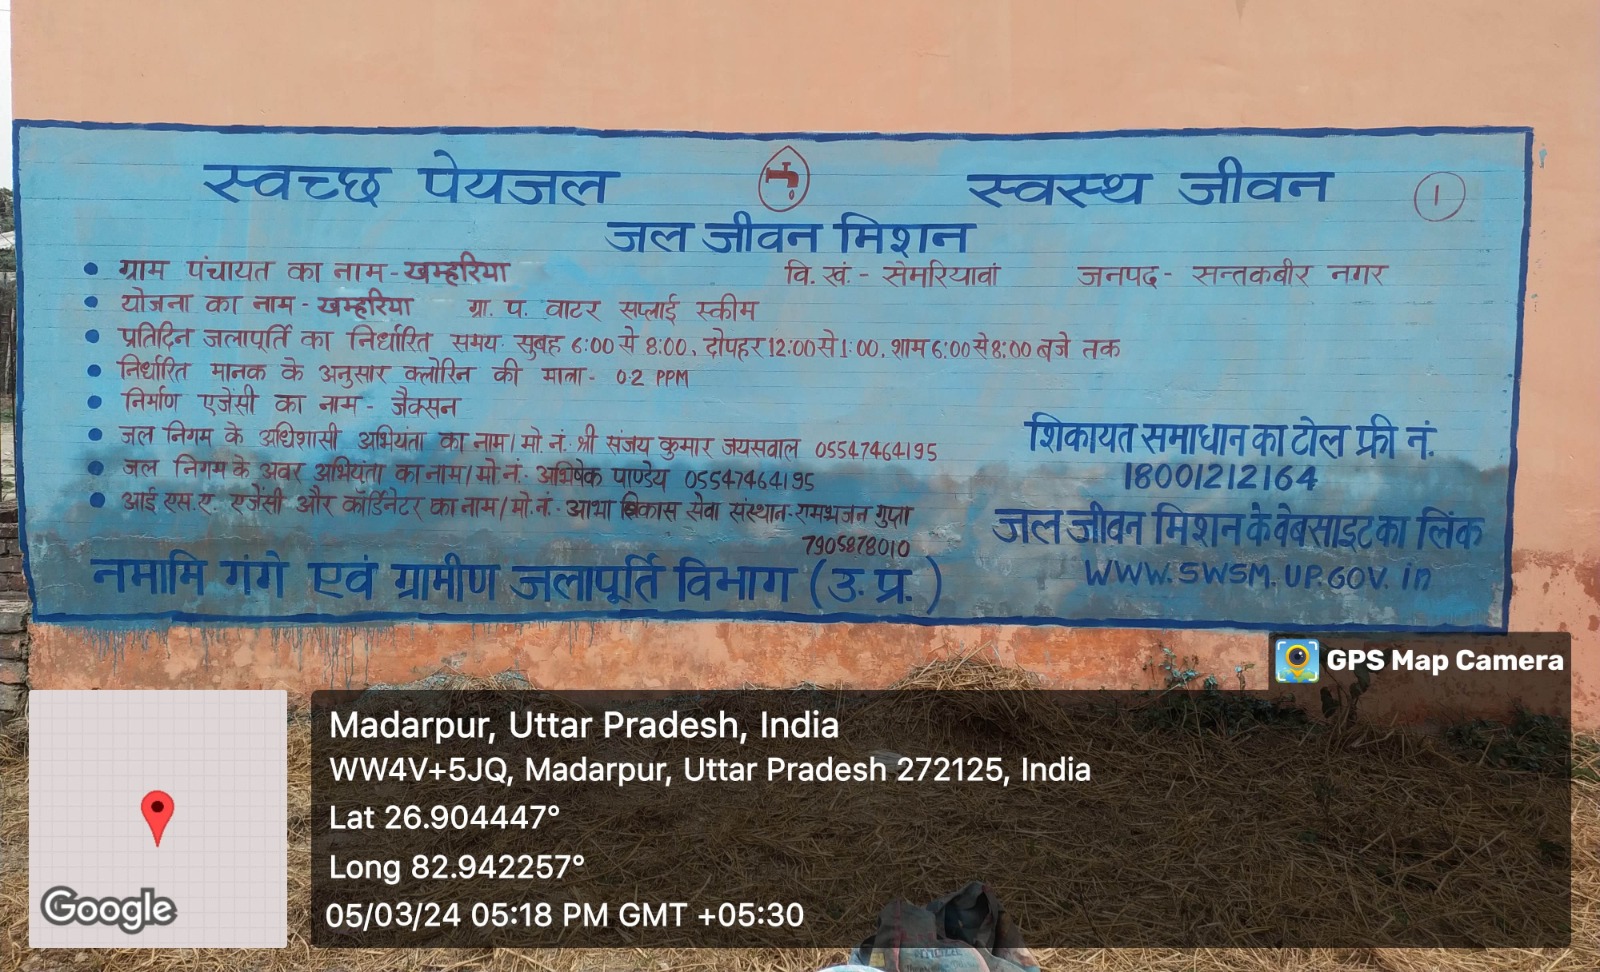 स्वच्छ पेयजल स्वस्थ जीवन 1
जल जीवन मिशन
• ग्राम पंचायत का नाम - खम्हरिया वि. खं. - सेमरियावां जनपद - सन्तकबीर नगर
• योजना का नाम - खम्हरिया ग्रा. प. वाटर सप्लाई स्कीम
• प्रतिदिन जलापूर्ति का निर्धारित समय- सुबह 6:00 से 8:00, दोपहर 12:00 से 1:00, शाम 6:00 से 8:00 बजे तक
• निर्धारित मानक के अनुसार क्लोरिन की मात्रा - 0.2 PPM
• निर्माण एजेंसी का नाम - जैक्सन
• जल निगम के अधिशासी अभियंता का नाम / मो. नं. श्री संजय कुमार जयसवाल 05547464195
• जल निगम के अवर अभियंता का नाम / मो. नं. अभिषेक पाण्डेय 05547464195
• आई एस. ए. एजेंसी और कॉर्डिनेटर का नाम / मो. नं. - आभा विकास सेवा संस्थान - रामभजन गुप्ता
7905878010
शिकायत समाधान का टोल फ्री नं.
18001212164
जल जीवन मिशन के वेबसाइट का लिंक
WWW.SWSM.UP.GOV.in
नमामि गंगे एवं ग्रामीण जलापूर्ति विभाग (उ. प्र.)
GPS Map Camera
Madarpur, Uttar Pradesh, India
WW4V+5JQ, Madarpur, Uttar Pradesh 272125, India
Lat 26.904447°
Long 82.942257°
05/03/24 05:18 PM GMT +05:30
Google